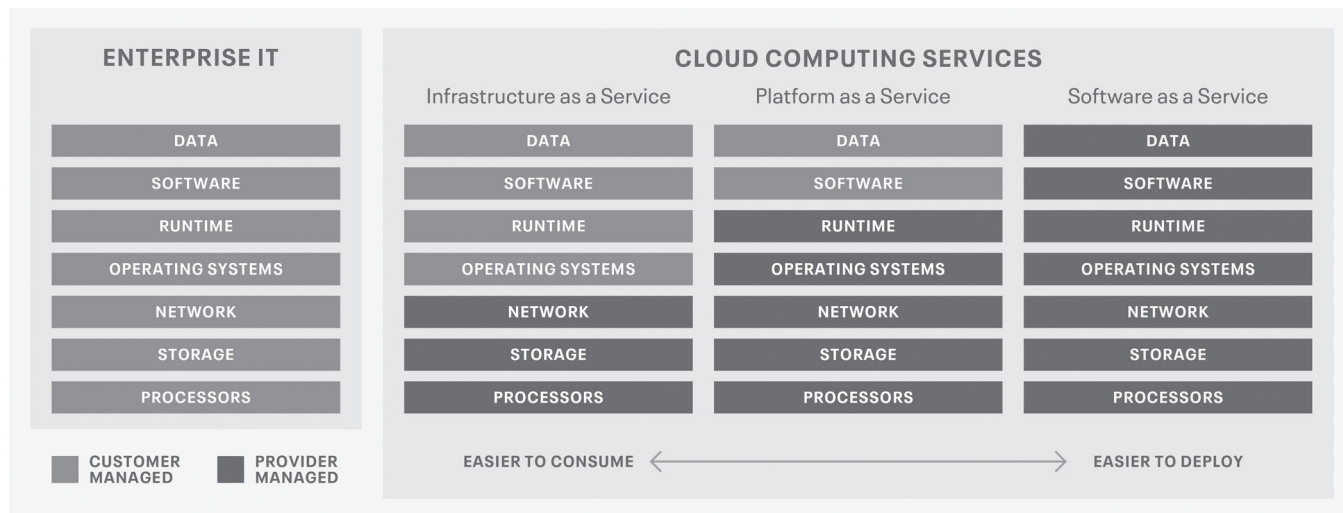 ENTERPRISE IT
DATA
SOFTWARE
RUNTIME
OPERATING SYSTEMS
NETWORK
STORAGE
PROCESSORS
CUSTOMER
MANAGED
PROVIDER
MANAGED
CLOUD COMPUTING SERVICES
Infrastructure as a Service
DATA
SOFTWARE
RUNTIME
OPERATING SYSTEMS
NETWORK
STORAGE
PROCESSORS
Platform as a Service
DATA
SOFTWARE
RUNTIME
OPERATING SYSTEMS
NETWORK
STORAGE
PROCESSORS
Software as a Service
DATA
SOFTWARE
RUNTIME
OPERATING SYSTEMS
NETWORK
STORAGE
PROCESSORS
EASIER TO CONSUME
EASIER TO DEPLOY